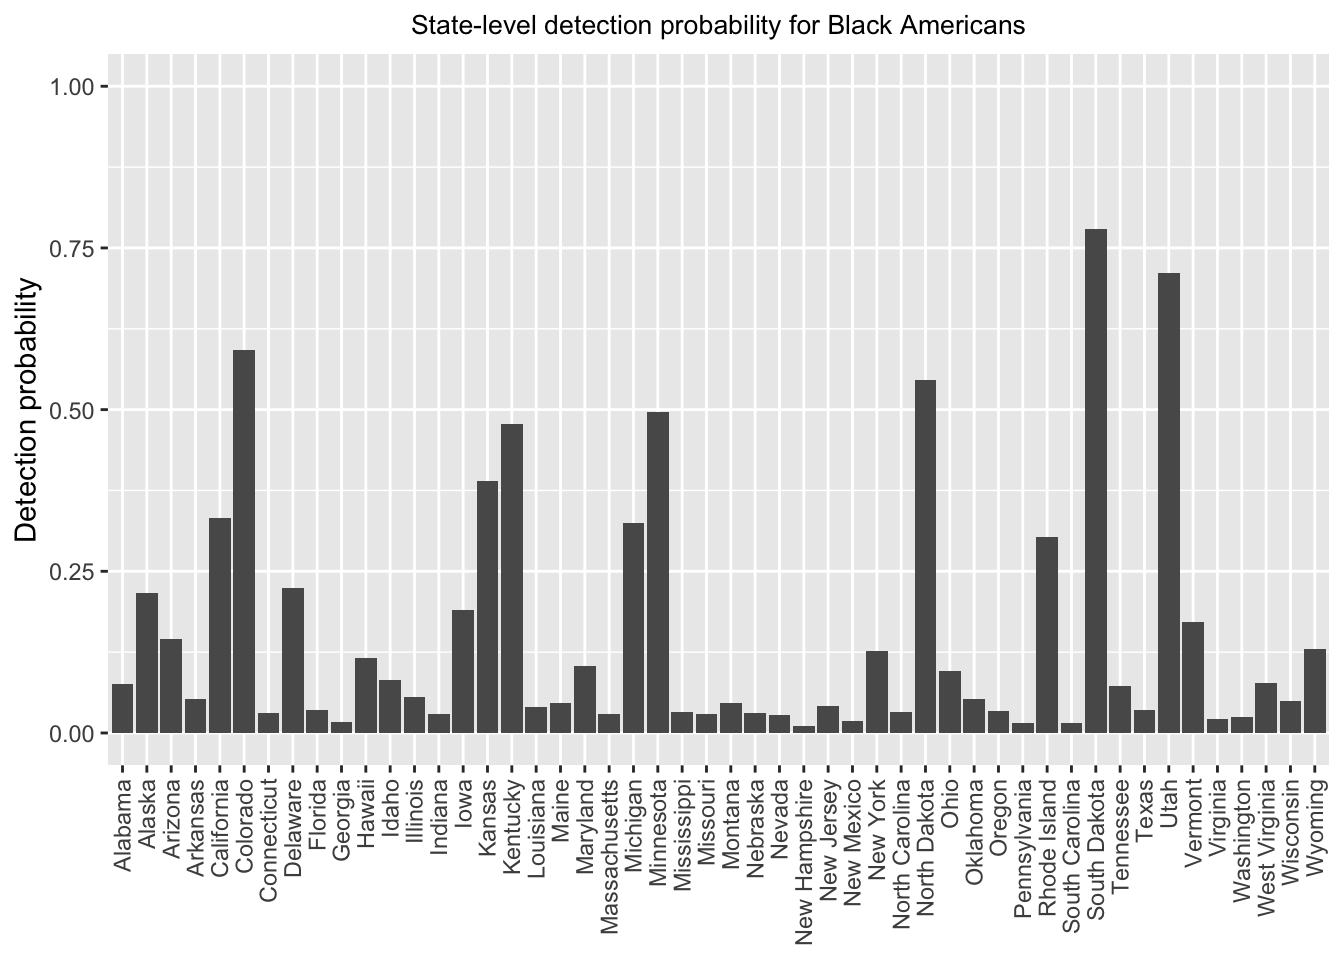 State-level detection probability for Black Americans
Detection probability
1.00
0.75
0.50
0.25
0.00
Alabama
Alaska
Arizona
Arkansas
California
Colorado
Connecticut
Delaware
Florida
Georgia
Hawaii
Idaho
Illinois
Indiana
Iowa
Kansas
Kentucky
Louisiana
Maine
Maryland
Massachusetts
Michigan
Minnesota
Mississippi
Missouri
Montana
Nebraska
Nevada
New Hampshire
New Jersey
New Mexico
New York
North Carolina
North Dakota
Ohio
Oklahoma
Oregon
Pennsylvania
Rhode Island
South Carolina
South Dakota
Tennessee
Texas
Utah
Vermont
Virginia
Washington
West Virginia
Wisconsin
Wyoming